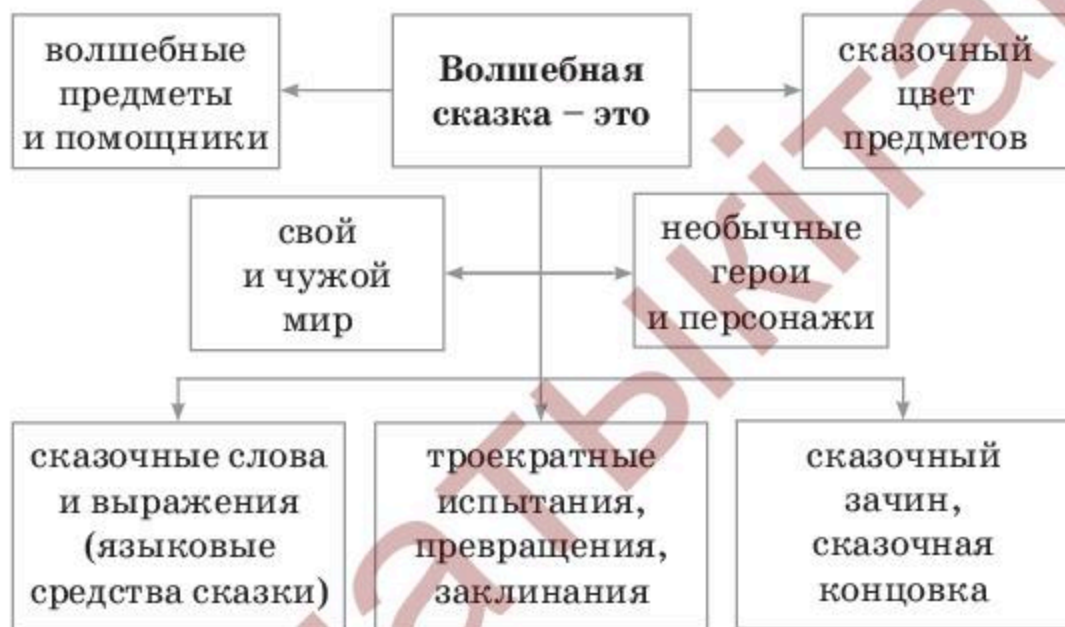 волшебные
предметы
и помощники
Волшебная
сказка – это
сказочный
цвет
предметов
свой
и чужой
мир
необычные
герои
и персонажи
сказочные слова
и выражения
(языковые
средства сказки)
троекратные
испытания,
превращения,
заклинания
сказочный
зачин,
сказочная
концовка